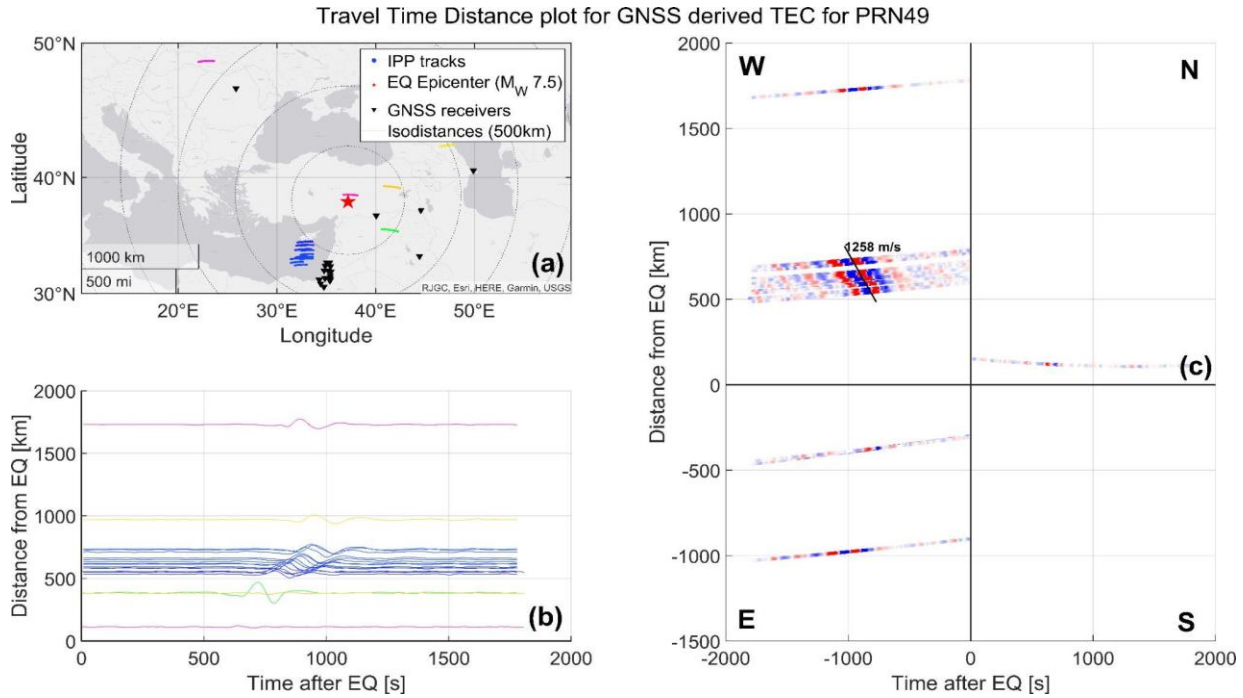 Travel Time Distance plot for GNSS derived TEC for PRN49
50°N
40°N
30°N
Latitude
IPP tracks
EQ Epicenter (MW 7.5)
GNSS receivers
Isodistances (500km)
1000 km
500 mi
(a)
RJGC, Esri, HERE, Garmin, USGS
20°E 30°E 40°E 50°E
Longitude
2000
1500
1000
500
0
Distance from EQ [km]
(b)
0 500 1000 1500 2000
Time after EQ [s]
2000
1500
1000
500
0
-500
-1000
-1500
Distance from EQ [km]
W
N
1258 m/s
(c)
E
S
-2000 -1000 0 1000 2000
Time after EQ [s]